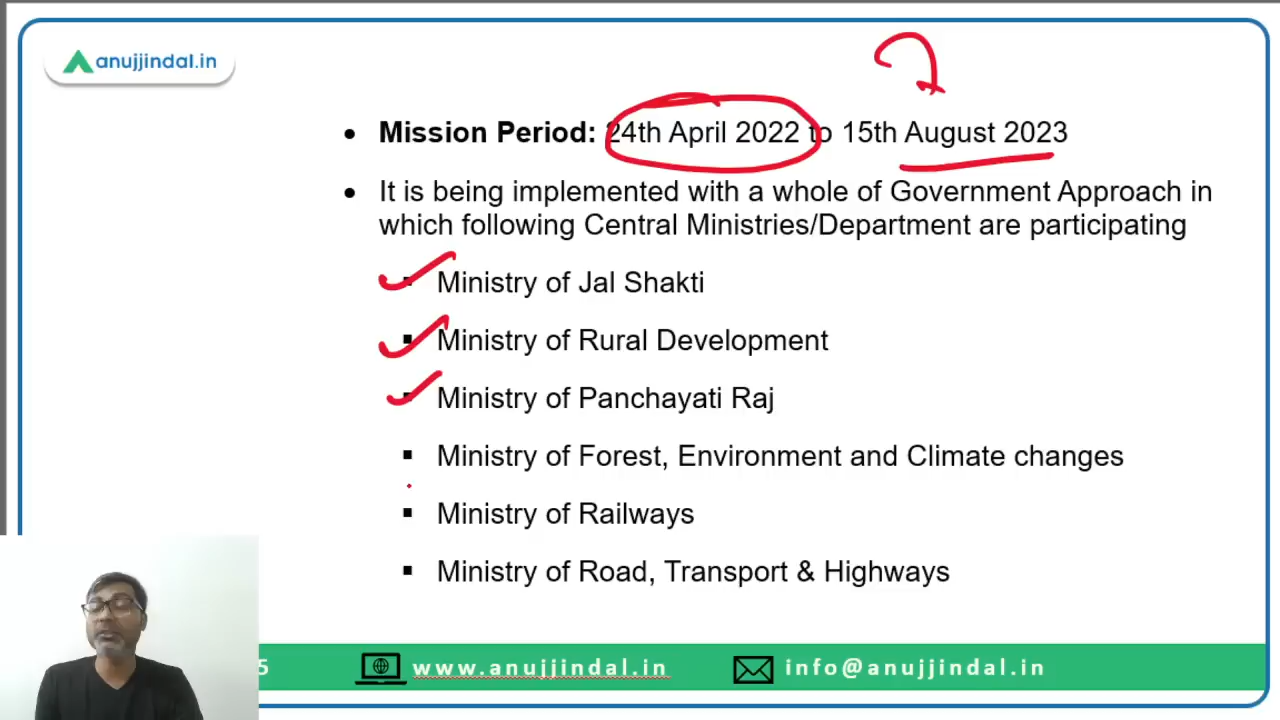 anujjindal.in
Mission Period: 24th April 2022 to 15th August 2023
It is being implemented with a whole of Government Approach in
which following Central Ministries/Department are participating
Ministry of Jal Shakti
Ministry of Rural Development
Ministry of Panchayati Raj
Ministry of Forest, Environment and Climate changes
Ministry of Railways
Ministry of Road, Transport & Highways
5 www.anujjindal.in info@anujjindal.in